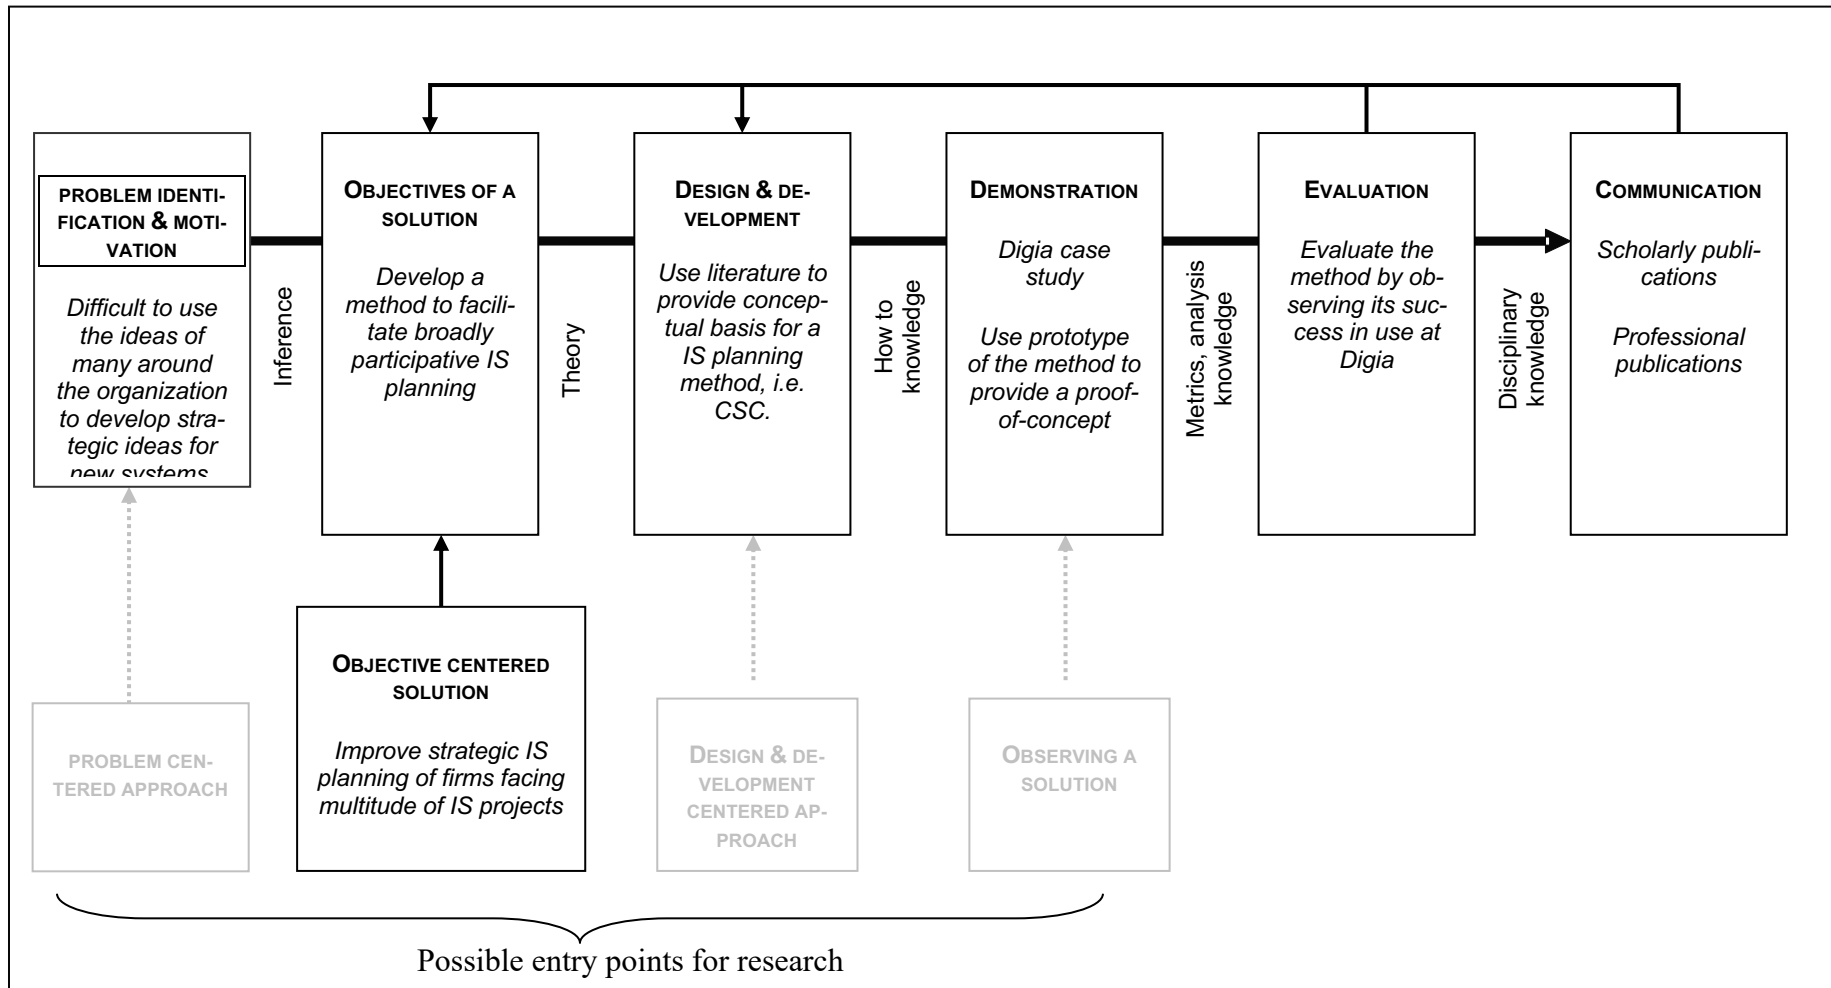 PROBLEM IDENTI-
FICATION & MOTI-
VATION
Difficult to use
the ideas of
many around
the organization
to develop stra-
tegic ideas for
new systems
Inference
OBJECTIVES OF A
SOLUTION
Develop a
method to facili-
tate broadly
participative IS
planning
Theory
DESIGN & DE-
VELOPMENT
Use literature to
provide concep-
tual basis for a
IS planning
method, i.e.
CSC.
How to
knowledge
DEMONSTRATION
Digia case
study
Use prototype
of the method to
provide a proof-
of-concept
Metrics, analysis
knowledge
EVALUATION
Evaluate the
method by ob-
serving its suc-
cess in use at
Digia
Disciplinary
knowledge
COMMUNICATION
Scholarly publi-
cations
Professional
publications
PROBLEM CEN-
TERED APPROACH
OBJECTIVE CENTERED
SOLUTION
Improve strategic IS
planning of firms facing
multitude of IS projects
DESIGN & DE-
VELOPMENT
CENTERED AP-
PROACH
OBSERVING A
SOLUTION
Possible entry points for research